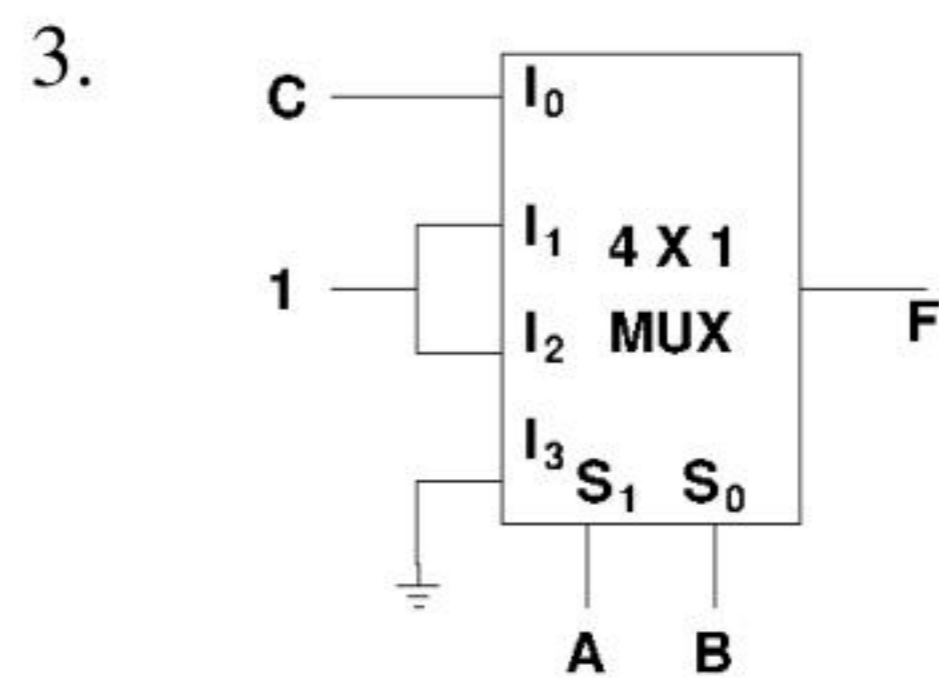 3.
C
I₀
I₁ 4 X 1
1
I₂ MUX
F
I₃
S₁ S₀
A B